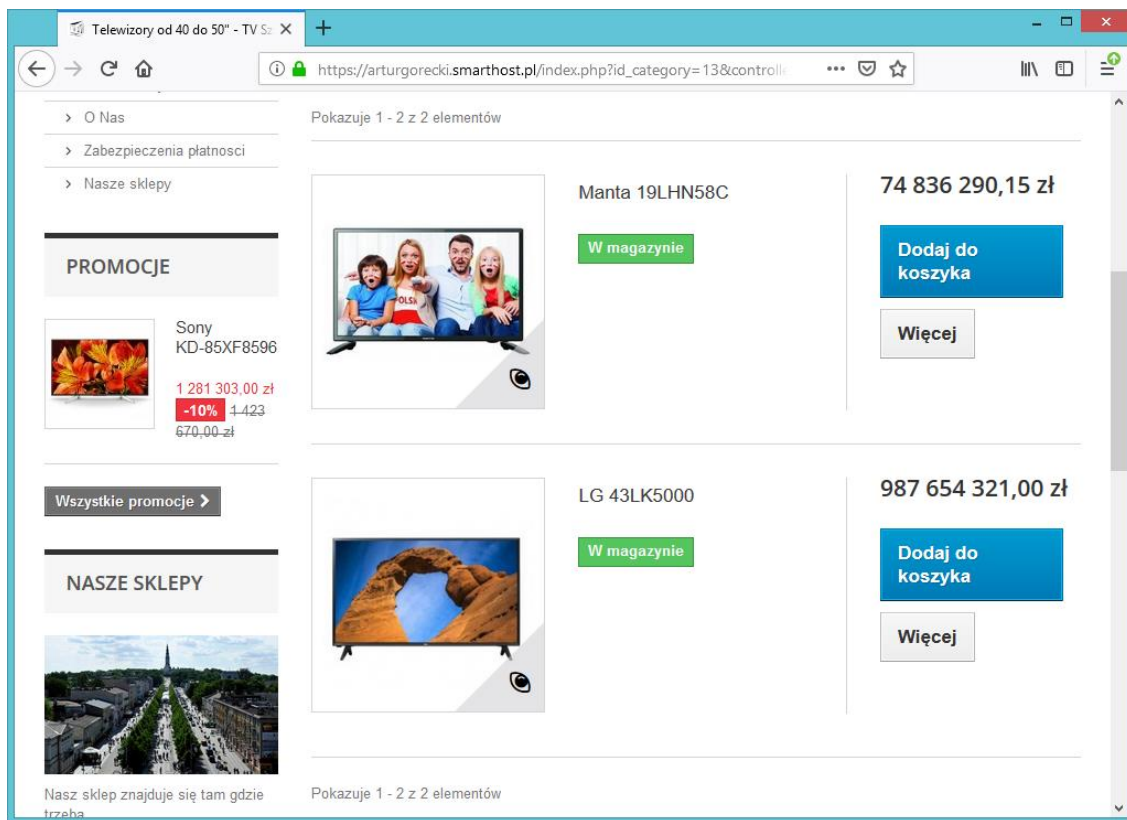 Telewizory od 40 do 50" - TV Sz
https://arturgorecki.smarthost.pl/index.php?id_category=13&controlle
O Nas
Zabezpieczenia płatnosci
Nasze sklepy
PROMOCJE
Sony
KD-85XF8596
1 281 303,00 zł
-10% 1 423
670,00 zł
Wszystkie promocje
NASZE SKLEPY
Nasz sklep znajduje się tam gdzie
trzeba
Pokazuje 1 - 2 z 2 elementów
Manta 19LHN58C
W magazynie
74 836 290,15 zł
Dodaj do
koszyka
Więcej
LG 43LK5000
W magazynie
987 654 321,00 zł
Dodaj do
koszyka
Więcej
Pokazuje 1 - 2 z 2 elementów